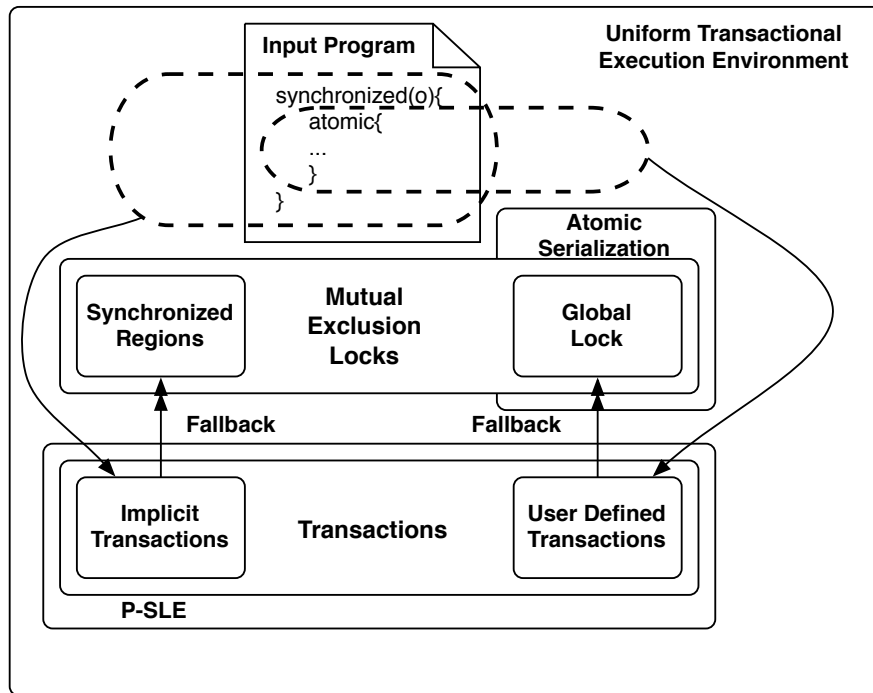 Uniform Transactional
Execution Environment
Input Program
synchronized(o){
atomic{
...
}
}
Atomic
Serialization
Synchronized
Regions
Mutual
Exclusion
Locks
Global
Lock
Fallback
Fallback
Implicit
Transactions
Transactions
User Defined
Transactions
P-SLE